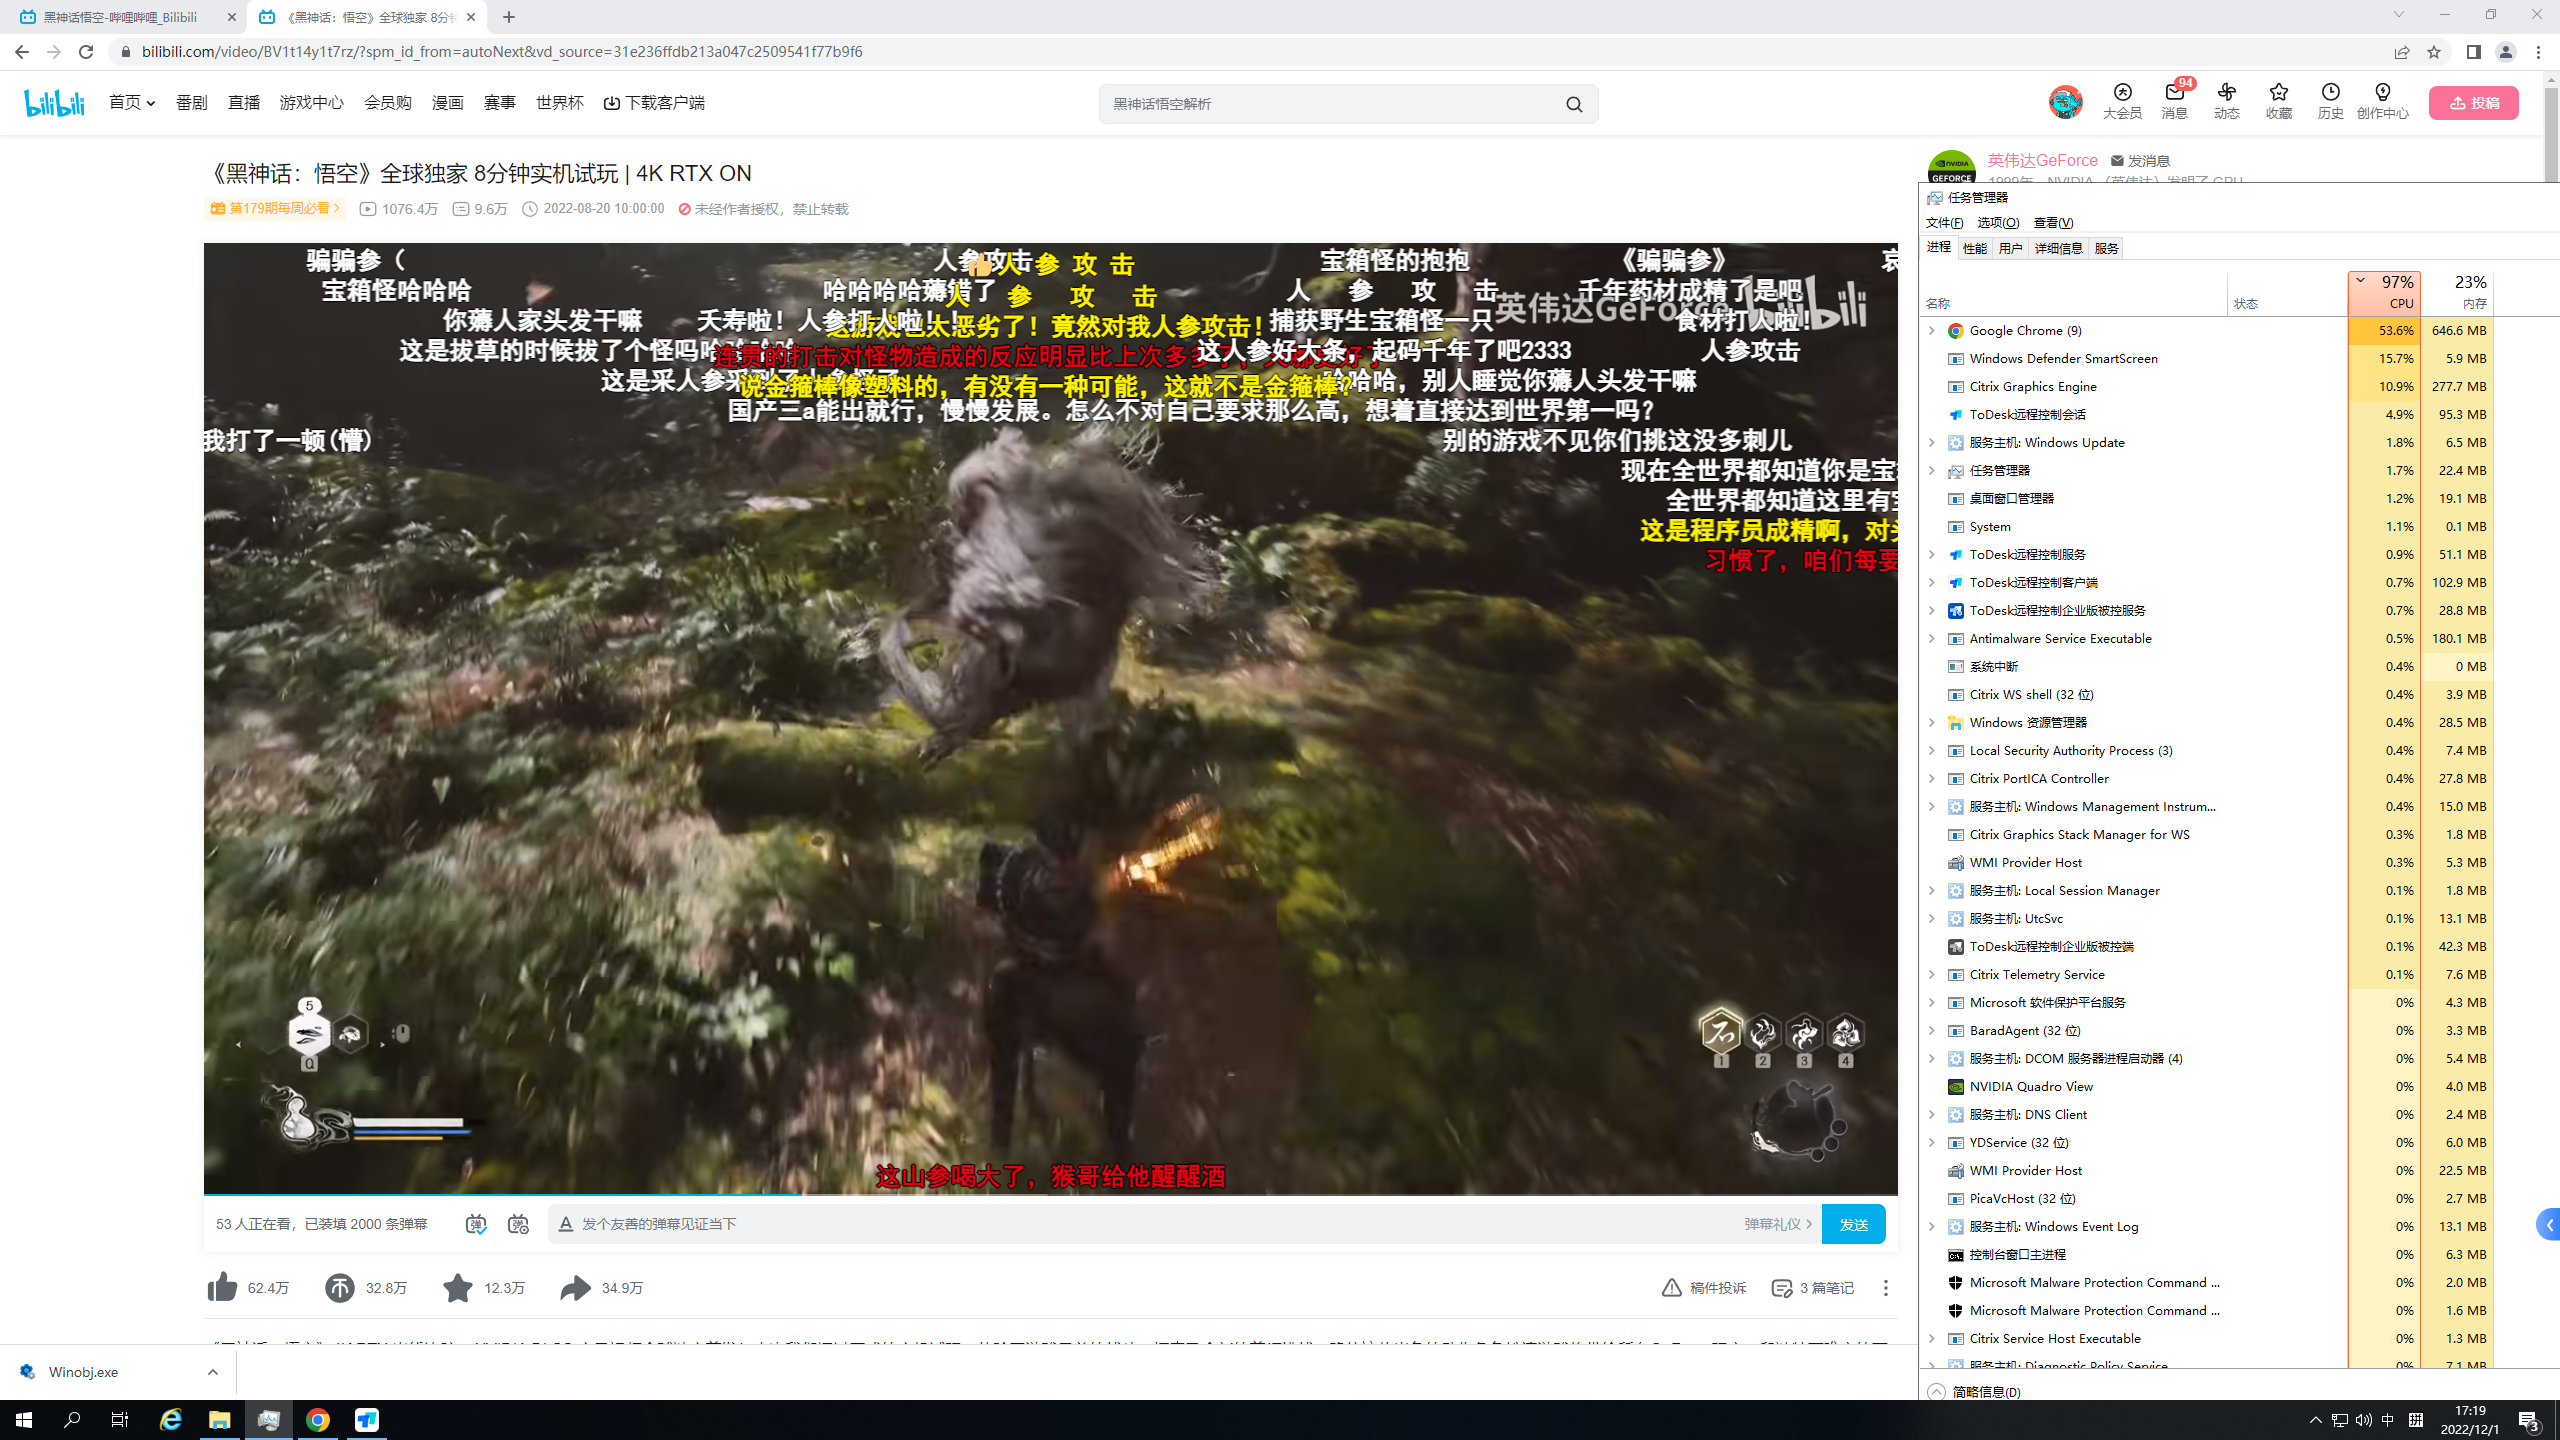 黑神话悟空-哔哩哔哩_Bilibili
《黑神话：悟空》全球独家 8分钟
bilibili.com/video/BV1t14y1t7rz/?spm_id_from=autoNext&vd_source=31e236ffdb213a047c2509541f77b9f6
bilibili 首页 番剧 直播 游戏中心 会员购 漫画 赛事 世界杯 下载客户端
黑神话悟空解析
94
大会员 消息 动态 收藏 历史 创作中心 投稿
《黑神话：悟空》全球独家 8分钟实机试玩 | 4K RTX ON
第179期每周必看 1076.4万 9.6万 2022-08-20 10:00:00 未经作者授权，禁止转载
NVIDIA GEFORCE
英伟达GeForce 发消息
骗骗参（
人参攻击
人 参 攻 击
宝箱怪的抱抱
《骗骗参》
宝箱怪哈哈哈
哈哈哈哈薅错了
人 参 攻 击
人 参 攻 击
千年药材成精了是吧
英伟达GeForce bilibili
你薅人家头发干嘛
夭寿啦！人参打人啦！！
太恶劣了！竟然对我人参攻击！
捕获野生宝箱怪一只
食材打人啦！
这是拔草的时候拔了个怪吗哈哈哈哈
连贯的打击对怪物造成的反应明显比上次多多了，
这人参好大条，起码千年了吧2333
人参攻击
这是采人参
说金箍棒像塑料的，有没有一种可能，这就不是金箍棒？
哈哈，别人睡觉你薅人头发干嘛
国产三a能出就行，慢慢发展。怎么不对自己要求那么高，想着直接达到世界第一吗？
我打了一顿(懵)
别的游戏不见你们挑这没多刺儿
现在全世界都知道你是宝
全世界都知道这里有
这是程序员成精啊，对
习惯了，咱们每要
5
Q
1 2 3 4
这山参喝大了，猴哥给他醒醒酒
53 人正在看，已装填 2000 条弹幕 发个友善的弹幕见证当下 弹幕礼仪 发送
62.4万 32.8万 12.3万 34.9万 稿件投诉 3 篇笔记
任务管理器
文件(F) 选项(O) 查看(V)
进程 性能 用户 详细信息 服务
97% 23%
名称 状态 CPU 内存
Google Chrome (9) 53.6% 646.6 MB
Windows Defender SmartScreen 15.7% 5.9 MB
Citrix Graphics Engine 10.9% 277.7 MB
ToDesk远程控制会话 4.9% 95.3 MB
服务主机: Windows Update 1.8% 6.5 MB
任务管理器 1.7% 22.4 MB
桌面窗口管理器 1.2% 19.1 MB
System 1.1% 0.1 MB
ToDesk远程控制服务 0.9% 51.1 MB
ToDesk远程控制客户端 0.7% 102.9 MB
ToDesk远程控制企业版被控服务 0.7% 28.8 MB
Antimalware Service Executable 0.5% 180.1 MB
系统中断 0.4% 0 MB
Citrix WS shell (32 位) 0.4% 3.9 MB
Windows 资源管理器 0.4% 28.5 MB
Local Security Authority Process (3) 0.4% 7.4 MB
Citrix PortICA Controller 0.4% 27.8 MB
服务主机: Windows Management Instrum... 0.4% 15.0 MB
Citrix Graphics Stack Manager for WS 0.3% 1.8 MB
WMI Provider Host 0.3% 5.3 MB
服务主机: Local Session Manager 0.1% 1.8 MB
服务主机: UtcSvc 0.1% 13.1 MB
ToDesk远程控制企业版被控端 0.1% 42.3 MB
Citrix Telemetry Service 0.1% 7.6 MB
Microsoft 软件保护平台服务 0% 4.3 MB
BaradAgent (32 位) 0% 3.3 MB
服务主机: DCOM 服务器进程启动器 (4) 0% 5.4 MB
NVIDIA Quadro View 0% 4.0 MB
服务主机: DNS Client 0% 2.4 MB
YDService (32 位) 0% 6.0 MB
WMI Provider Host 0% 22.5 MB
PicaVcHost (32 位) 0% 2.7 MB
服务主机: Windows Event Log 0% 13.1 MB
控制台窗口主进程 0% 6.3 MB
Microsoft Malware Protection Command ... 0% 2.0 MB
Microsoft Malware Protection Command ... 0% 1.6 MB
Citrix Service Host Executable 0% 1.3 MB
服务主机: Diagnostic Policy Service 0% 7.1 MB
简略信息(D)
Winobj.exe
中 拼 17:19
2022/12/1 3